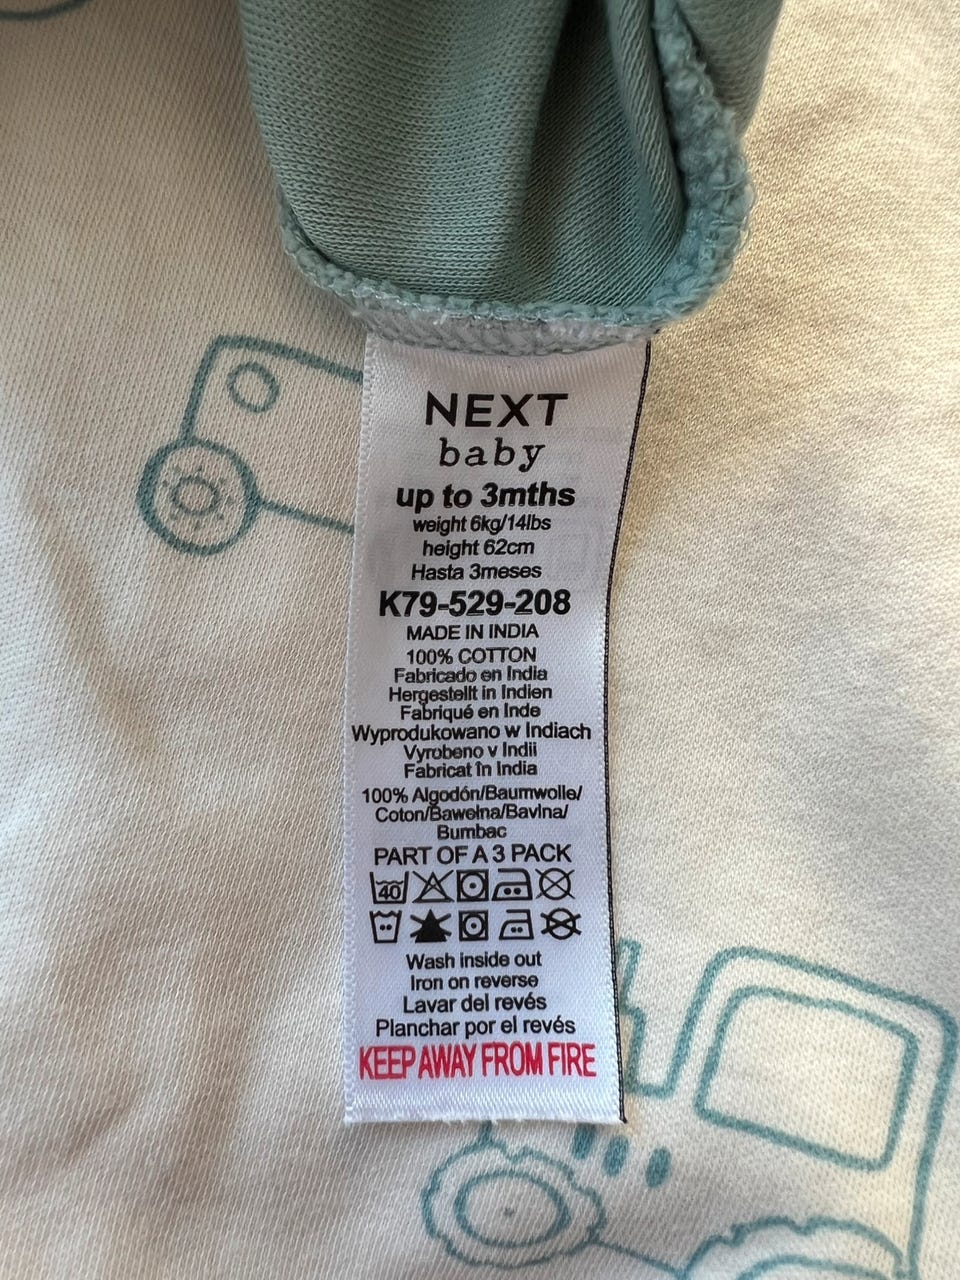 NEXT
baby
up to 3mths
weight 6kg/14lbs
height 62cm
Hasta 3meses
K79-529-208
MADE IN INDIA
100% COTTON
Fabricado en India
Hergestellt in Indien
Fabriqué en Inde
Wyprodukowano w Indiach
Vyrobeno v Indii
Fabricat în India
100% Algodón/Baumwolle/
Coton/Bawełna/Bavlna/
Bumbac
PART OF A 3 PACK
40
Wash inside out
Iron on reverse
Lavar del revés
Planchar por el revés
KEEP AWAY FROM FIRE